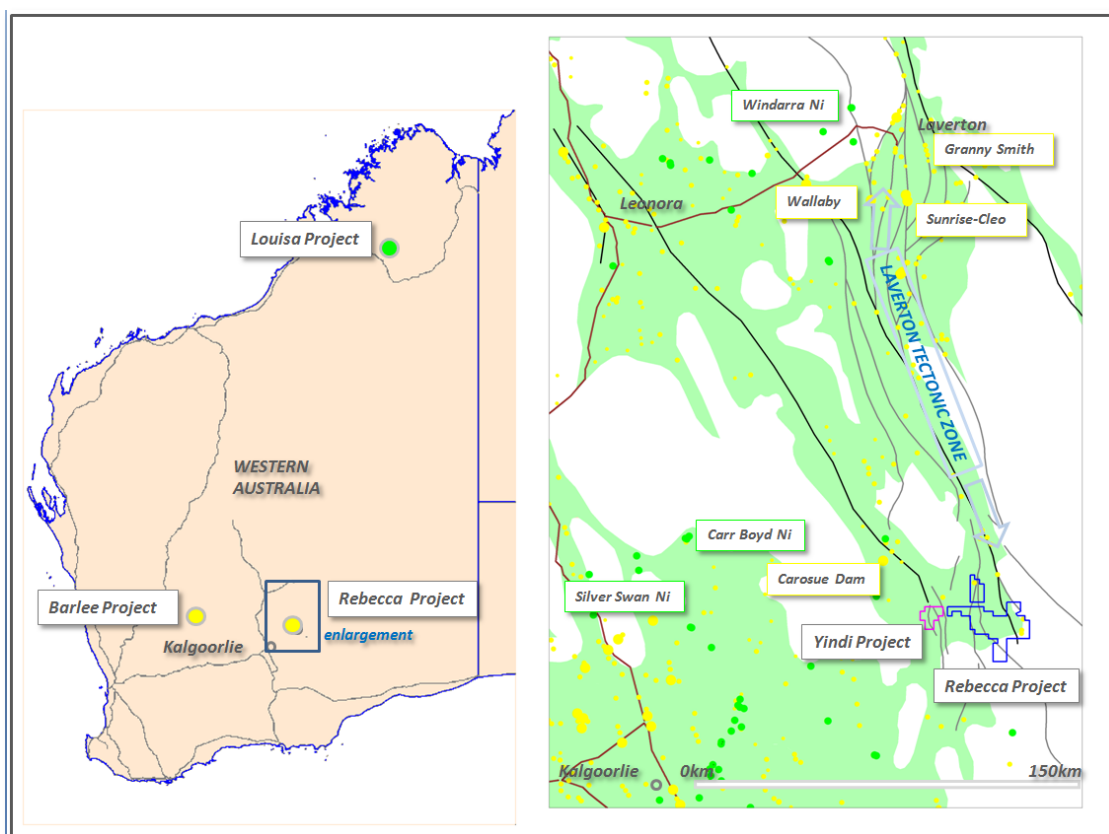 Louisa Project
WESTERN
AUSTRALIA
Barlee Project
Rebecca Project
enlargement
Kalgoorlie
Windarra Ni
Laverton
Granny Smith
Leonora
Wallaby
Sunrise-Cleo
LAVERTON TECTONIC ZONE
Carr Boyd Ni
Carosue Dam
Silver Swan Ni
Yindi Project
Rebecca Project
Kalgoorlie
0km
150km